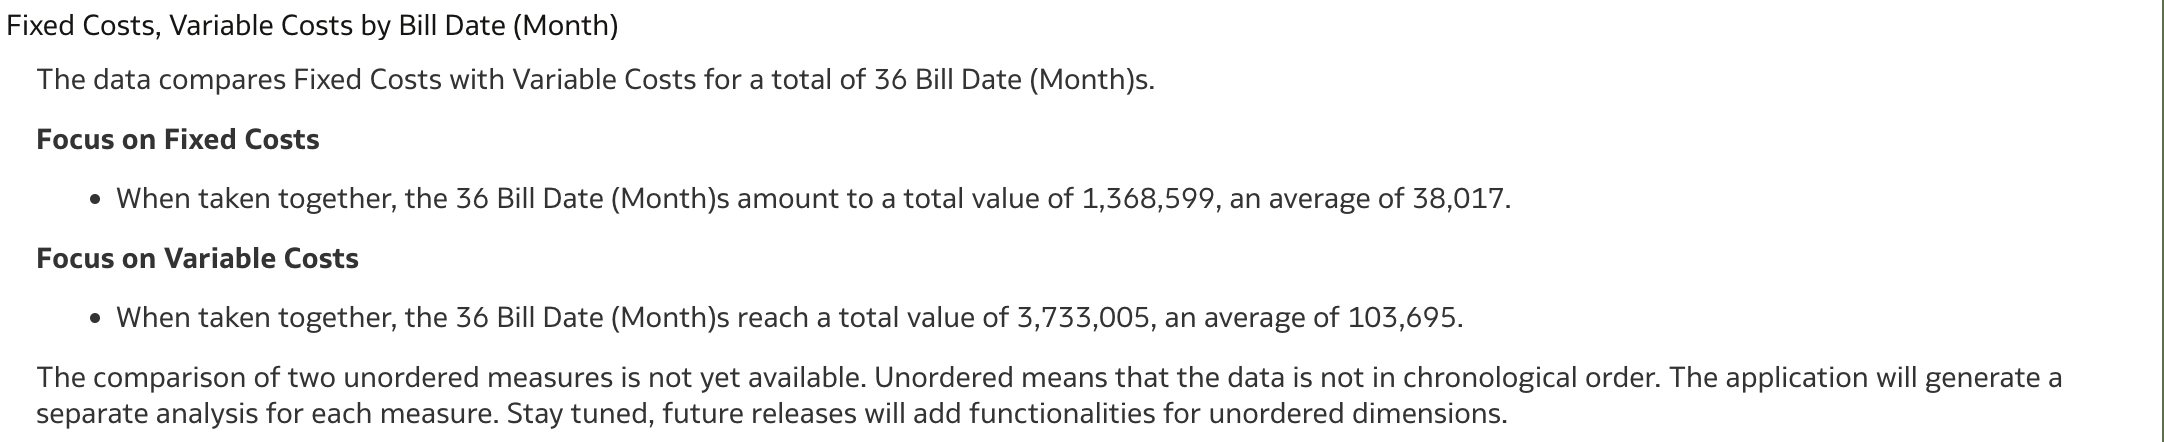 Fixed Costs, Variable Costs by Bill Date (Month)
The data compares Fixed Costs with Variable Costs for a total of 36 Bill Date (Month)s.
Focus on Fixed Costs
• When taken together, the 36 Bill Date (Month)s amount to a total value of 1,368,599, an average of 38,017.
Focus on Variable Costs
• When taken together, the 36 Bill Date (Month)s reach a total value of 3,733,005, an average of 103,695.
The comparison of two unordered measures is not yet available. Unordered means that the data is not in chronological order. The application will generate a
separate analysis for each measure. Stay tuned, future releases will add functionalities for unordered dimensions.